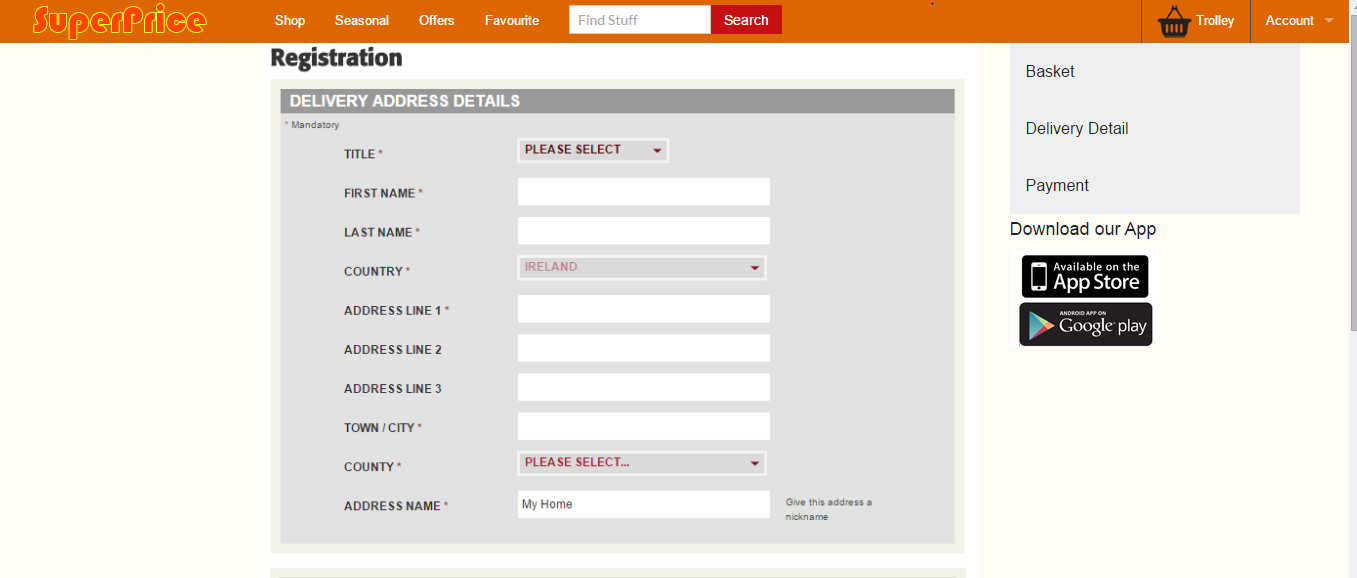 SuperPrice Shop Seasonal Offers Favourite Find Stuff Search Trolley Account
Registration
DELIVERY ADDRESS DETAILS
* Mandatory
TITLE * PLEASE SELECT
FIRST NAME *
LAST NAME *
COUNTRY * IRELAND
ADDRESS LINE 1 *
ADDRESS LINE 2
ADDRESS LINE 3
TOWN / CITY *
COUNTY * PLEASE SELECT...
ADDRESS NAME * My Home
Give this address a
nickname
Basket
Delivery Detail
Payment
Download our App
Available on the
App Store
ANDROID APP ON
Google play